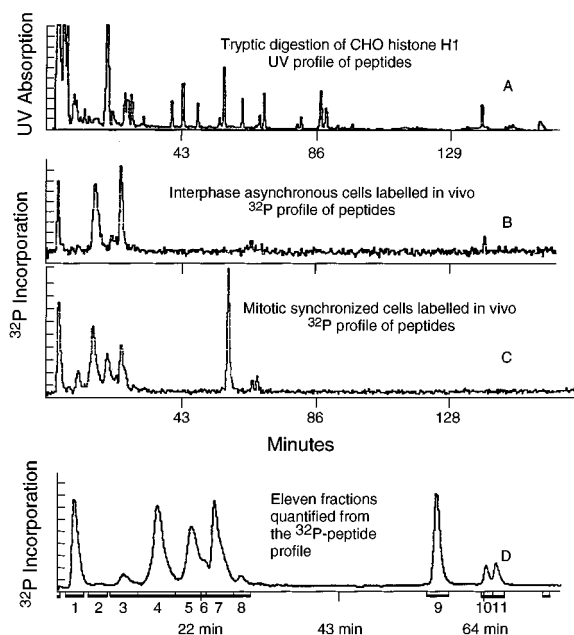 Tryptic digestion of CHO histone H1
UV profile of peptides
UV Absorption
A
43 86 129
Interphase asynchronous cells labelled in vivo
32P profile of peptides
B
32P Incorporation
Mitotic synchronized cells labelled in vivo
32P profile of peptides
C
43 86 128
Minutes
Eleven fractions
quantified from
the 32P-peptide
profile
D
32P Incorporation
1 2 3 4 5 6 7 8 9 10 11
22 min 43 min 64 min